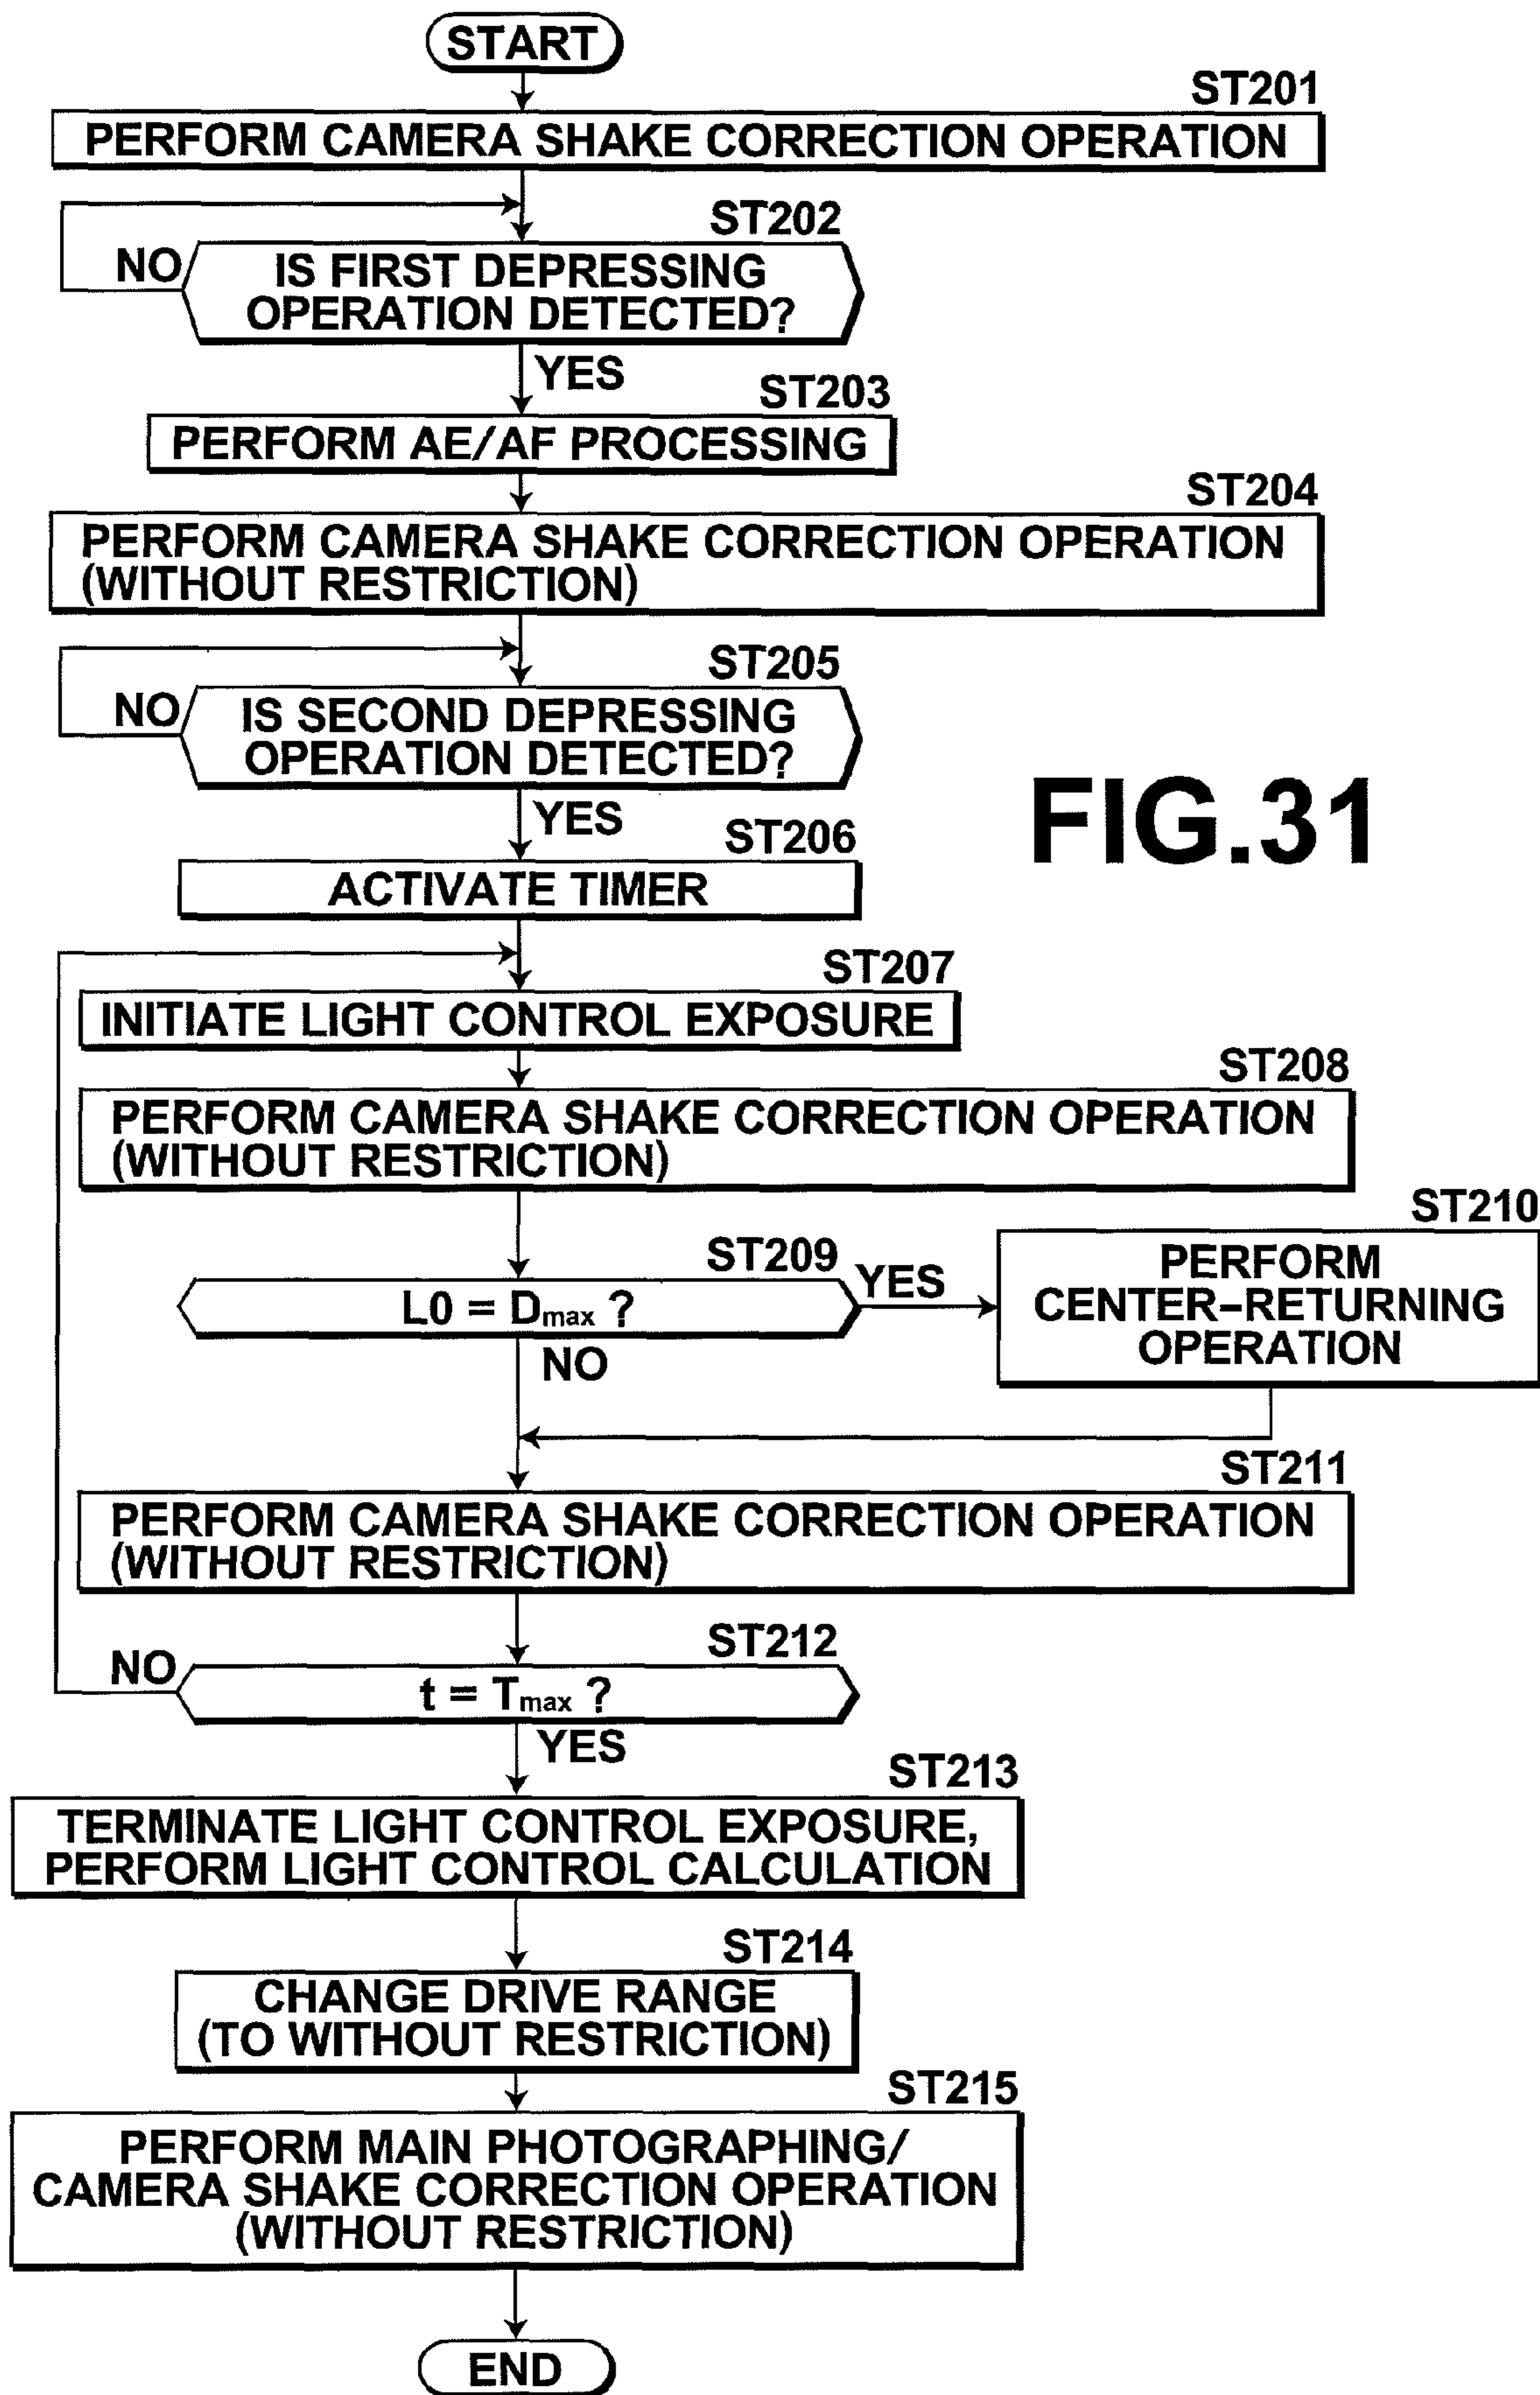 START
ST201
PERFORM CAMERA SHAKE CORRECTION OPERATION
ST202
NO
IS FIRST DEPRESSING
OPERATION DETECTED?
YES
ST203
PERFORM AE/AF PROCESSING
ST204
PERFORM CAMERA SHAKE CORRECTION OPERATION
(WITHOUT RESTRICTION)
ST205
NO
IS SECOND DEPRESSING
OPERATION DETECTED?
FIG.31
YES
ST206
ACTIVATE TIMER
ST207
INITIATE LIGHT CONTROL EXPOSURE
ST208
PERFORM CAMERA SHAKE CORRECTION OPERATION
(WITHOUT RESTRICTION)
ST209
L0 = Dmax ?
YES
NO
ST210
PERFORM
CENTER-RETURNING
OPERATION
ST211
PERFORM CAMERA SHAKE CORRECTION OPERATION
(WITHOUT RESTRICTION)
ST212
NO
t = Tmax ?
YES
ST213
TERMINATE LIGHT CONTROL EXPOSURE,
PERFORM LIGHT CONTROL CALCULATION
ST214
CHANGE DRIVE RANGE
(TO WITHOUT RESTRICTION)
ST215
PERFORM MAIN PHOTOGRAPHING/
CAMERA SHAKE CORRECTION OPERATION
(WITHOUT RESTRICTION)
END